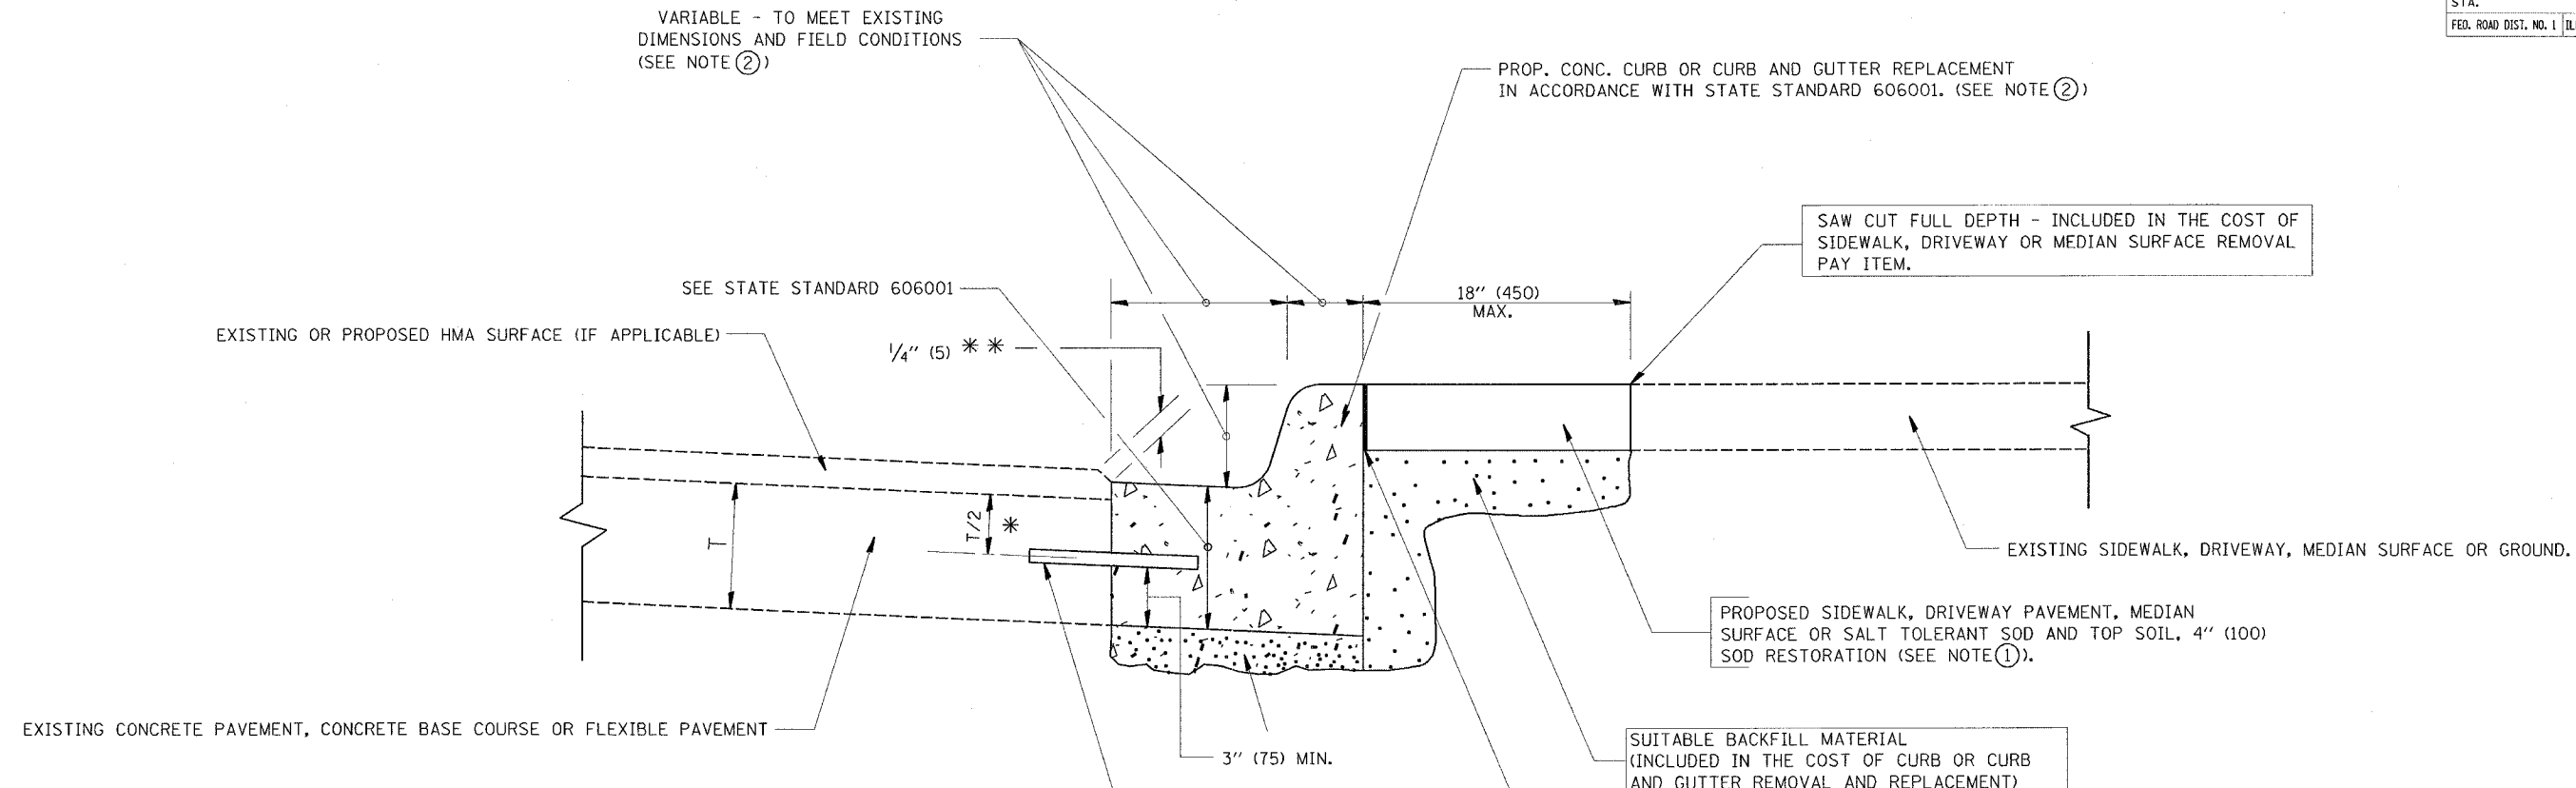 STA.
FED. ROAD DIST. NO. 1
VARIABLE - TO MEET EXISTING
DIMENSIONS AND FIELD CONDITIONS
(SEE NOTE ②)
PROP. CONC. CURB OR CURB AND GUTTER REPLACEMENT
IN ACCORDANCE WITH STATE STANDARD 606001. (SEE NOTE ②)
SAW CUT FULL DEPTH - INCLUDED IN THE COST OF
SIDEWALK, DRIVEWAY OR MEDIAN SURFACE REMOVAL
PAY ITEM.
SEE STATE STANDARD 606001
18" (450)
MAX.
EXISTING OR PROPOSED HMA SURFACE (IF APPLICABLE)
1/4" (5) * *
T
T/2 *
EXISTING SIDEWALK, DRIVEWAY, MEDIAN SURFACE OR GROUND.
PROPOSED SIDEWALK, DRIVEWAY PAVEMENT, MEDIAN
SURFACE OR SALT TOLERANT SOD AND TOP SOIL, 4" (100)
SOD RESTORATION (SEE NOTE ①).
EXISTING CONCRETE PAVEMENT, CONCRETE BASE COURSE OR FLEXIBLE PAVEMENT
3" (75) MIN.
SUITABLE BACKFILL MATERIAL
(INCLUDED IN THE COST OF CURB OR CURB
AND GUTTER REMOVAL AND REPLACEMENT)